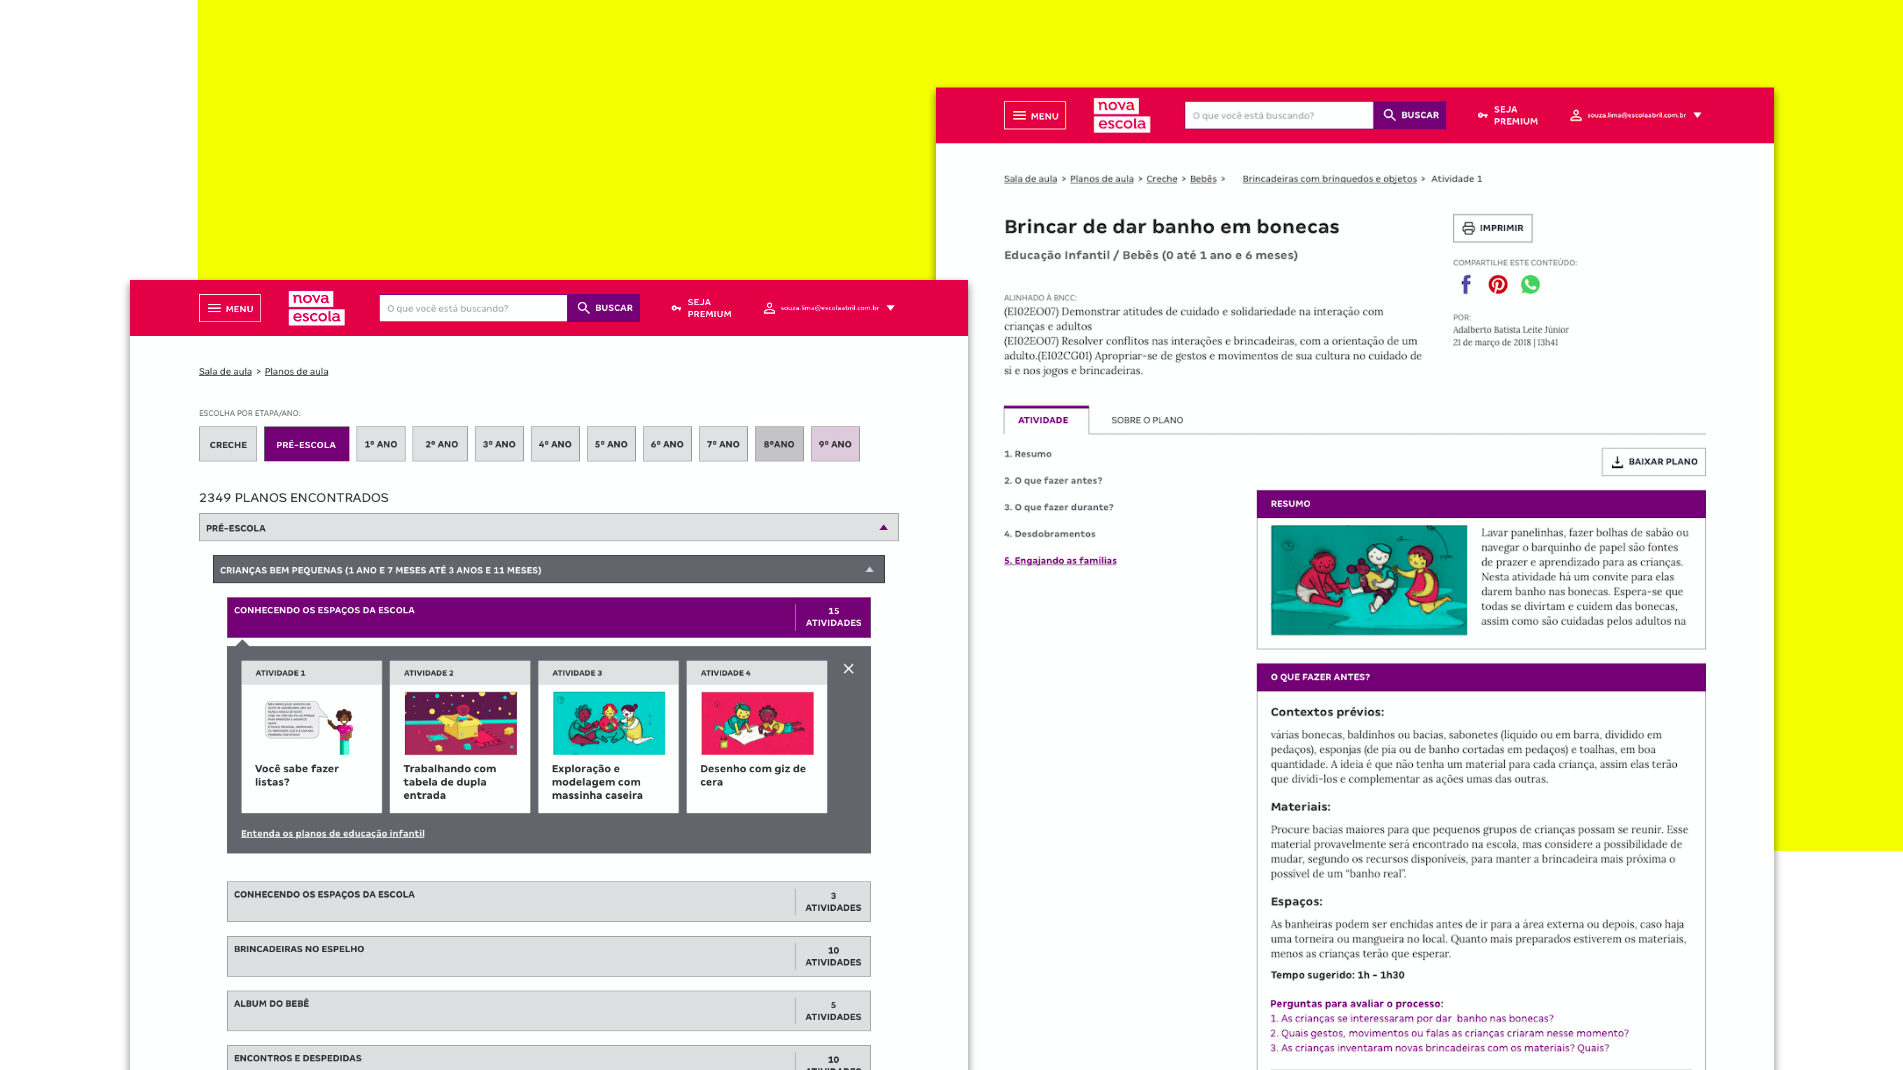 MENU
nova
escola
O que você está buscando?
BUSCAR
SEJA
PREMIUM
souza.lima@escolaabril.com.br
Sala de aula > Planos de aula
ESCOLHA POR ETAPA/ANO:
CRECHE
PRÉ-ESCOLA
1º ANO
2º ANO
3º ANO
4º ANO
5º ANO
6º ANO
7º ANO
8ºANO
9º ANO
2349 PLANOS ENCONTRADOS
PRÉ-ESCOLA
CRIANÇAS BEM PEQUENAS (1 ANO E 7 MESES ATÉ 3 ANOS E 11 MESES)
CONHECENDO OS ESPAÇOS DA ESCOLA
15
ATIVIDADES
ATIVIDADE 1
Você sabe fazer
listas?
ATIVIDADE 2
Trabalhando com
tabela de dupla
entrada
ATIVIDADE 3
Exploração e
modelagem com
massinha caseira
ATIVIDADE 4
Desenho com giz de
cera
Entenda os planos de educação infantil
CONHECENDO OS ESPAÇOS DA ESCOLA
3
ATIVIDADES
BRINCADEIRAS NO ESPELHO
10
ATIVIDADES
ALBUM DO BEBÊ
5
ATIVIDADES
ENCONTROS E DESPEDIDAS
10
MENU
nova
escola
O que você está buscando?
BUSCAR
SEJA
PREMIUM
souza.lima@escolaabril.com.br
Sala de aula > Planos de aula > Creche > Bebês > Brincadeiras com brinquedos e objetos > Atividade 1
Brincar de dar banho em bonecas
Educação Infantil / Bebês (0 até 1 ano e 6 meses)
ALINHADO À BNCC:
(EI02EO07) Demonstrar atitudes de cuidado e solidariedade na interação com
crianças e adultos
(EI02EO07) Resolver conflitos nas interações e brincadeiras, com a orientação de um
adulto.(EI02CG01) Apropriar-se de gestos e movimentos de sua cultura no cuidado de
si e nos jogos e brincadeiras.
IMPRIMIR
COMPARTILHE ESTE CONTEÚDO:
POR:
Adalberto Batista Leite Júnior
21 de março de 2018 | 13h41
ATIVIDADE
SOBRE O PLANO
1. Resumo
2. O que fazer antes?
3. O que fazer durante?
4. Desdobramentos
5. Engajando as famílias
BAIXAR PLANO
RESUMO
Lavar panelinhas, fazer bolhas de sabão ou
navegar o barquinho de papel são fontes
de prazer e aprendizado para as crianças.
Nesta atividade há um convite para elas
darem banho nas bonecas. Espera-se que
todas se divirtam e cuidem das bonecas,
assim como são cuidadas pelos adultos na
O QUE FAZER ANTES?
Contextos prévios:
várias bonecas, baldinhos ou bacias, sabonetes (líquido ou em barra, dividido em
pedaços), esponjas (de pia ou de banho cortadas em pedaços) e toalhas, em boa
quantidade. A ideia é que não tenha um material para cada criança, assim elas terão
que dividi-los e complementar as ações umas das outras.
Materiais:
Procure bacias maiores para que pequenos grupos de crianças possam se reunir. Esse
material provavelmente será encontrado na escola, mas considere a possibilidade de
mudar, segundo os recursos disponíveis, para manter a brincadeira mais próxima o
possível de um “banho real”.
Espaços:
As banheiras podem ser enchidas antes de ir para a área externa ou depois, caso haja
uma torneira ou mangueira no local. Quanto mais preparados estiverem os materiais,
menos as crianças terão que esperar.
Tempo sugerido: 1h - 1h30
Perguntas para avaliar o processo:
1. As crianças se interessaram por dar banho nas bonecas?
2. Quais gestos, movimentos ou falas as crianças criaram nesse momento?
3. As crianças inventaram novas brincadeiras com os materiais? Quais?